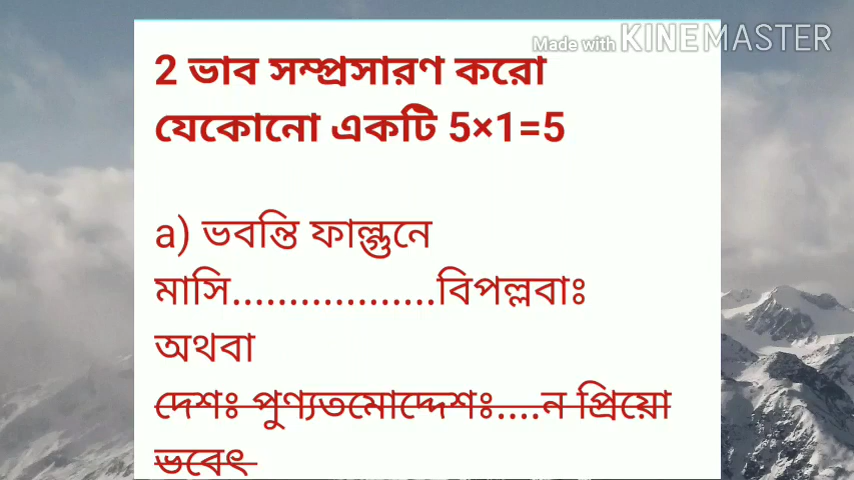 Made with KINEMASTER
2 ভাব সম্প্রসারণ করো
যেকোনো একটি 5×1=5
a) ভবন্তি ফাল্গুনে
মাসি..................বিপল্লবাঃ
অথবা
দেশঃ পুণ্যতমোদ্দেশঃ....ন প্রিয়ো
ভবেৎ